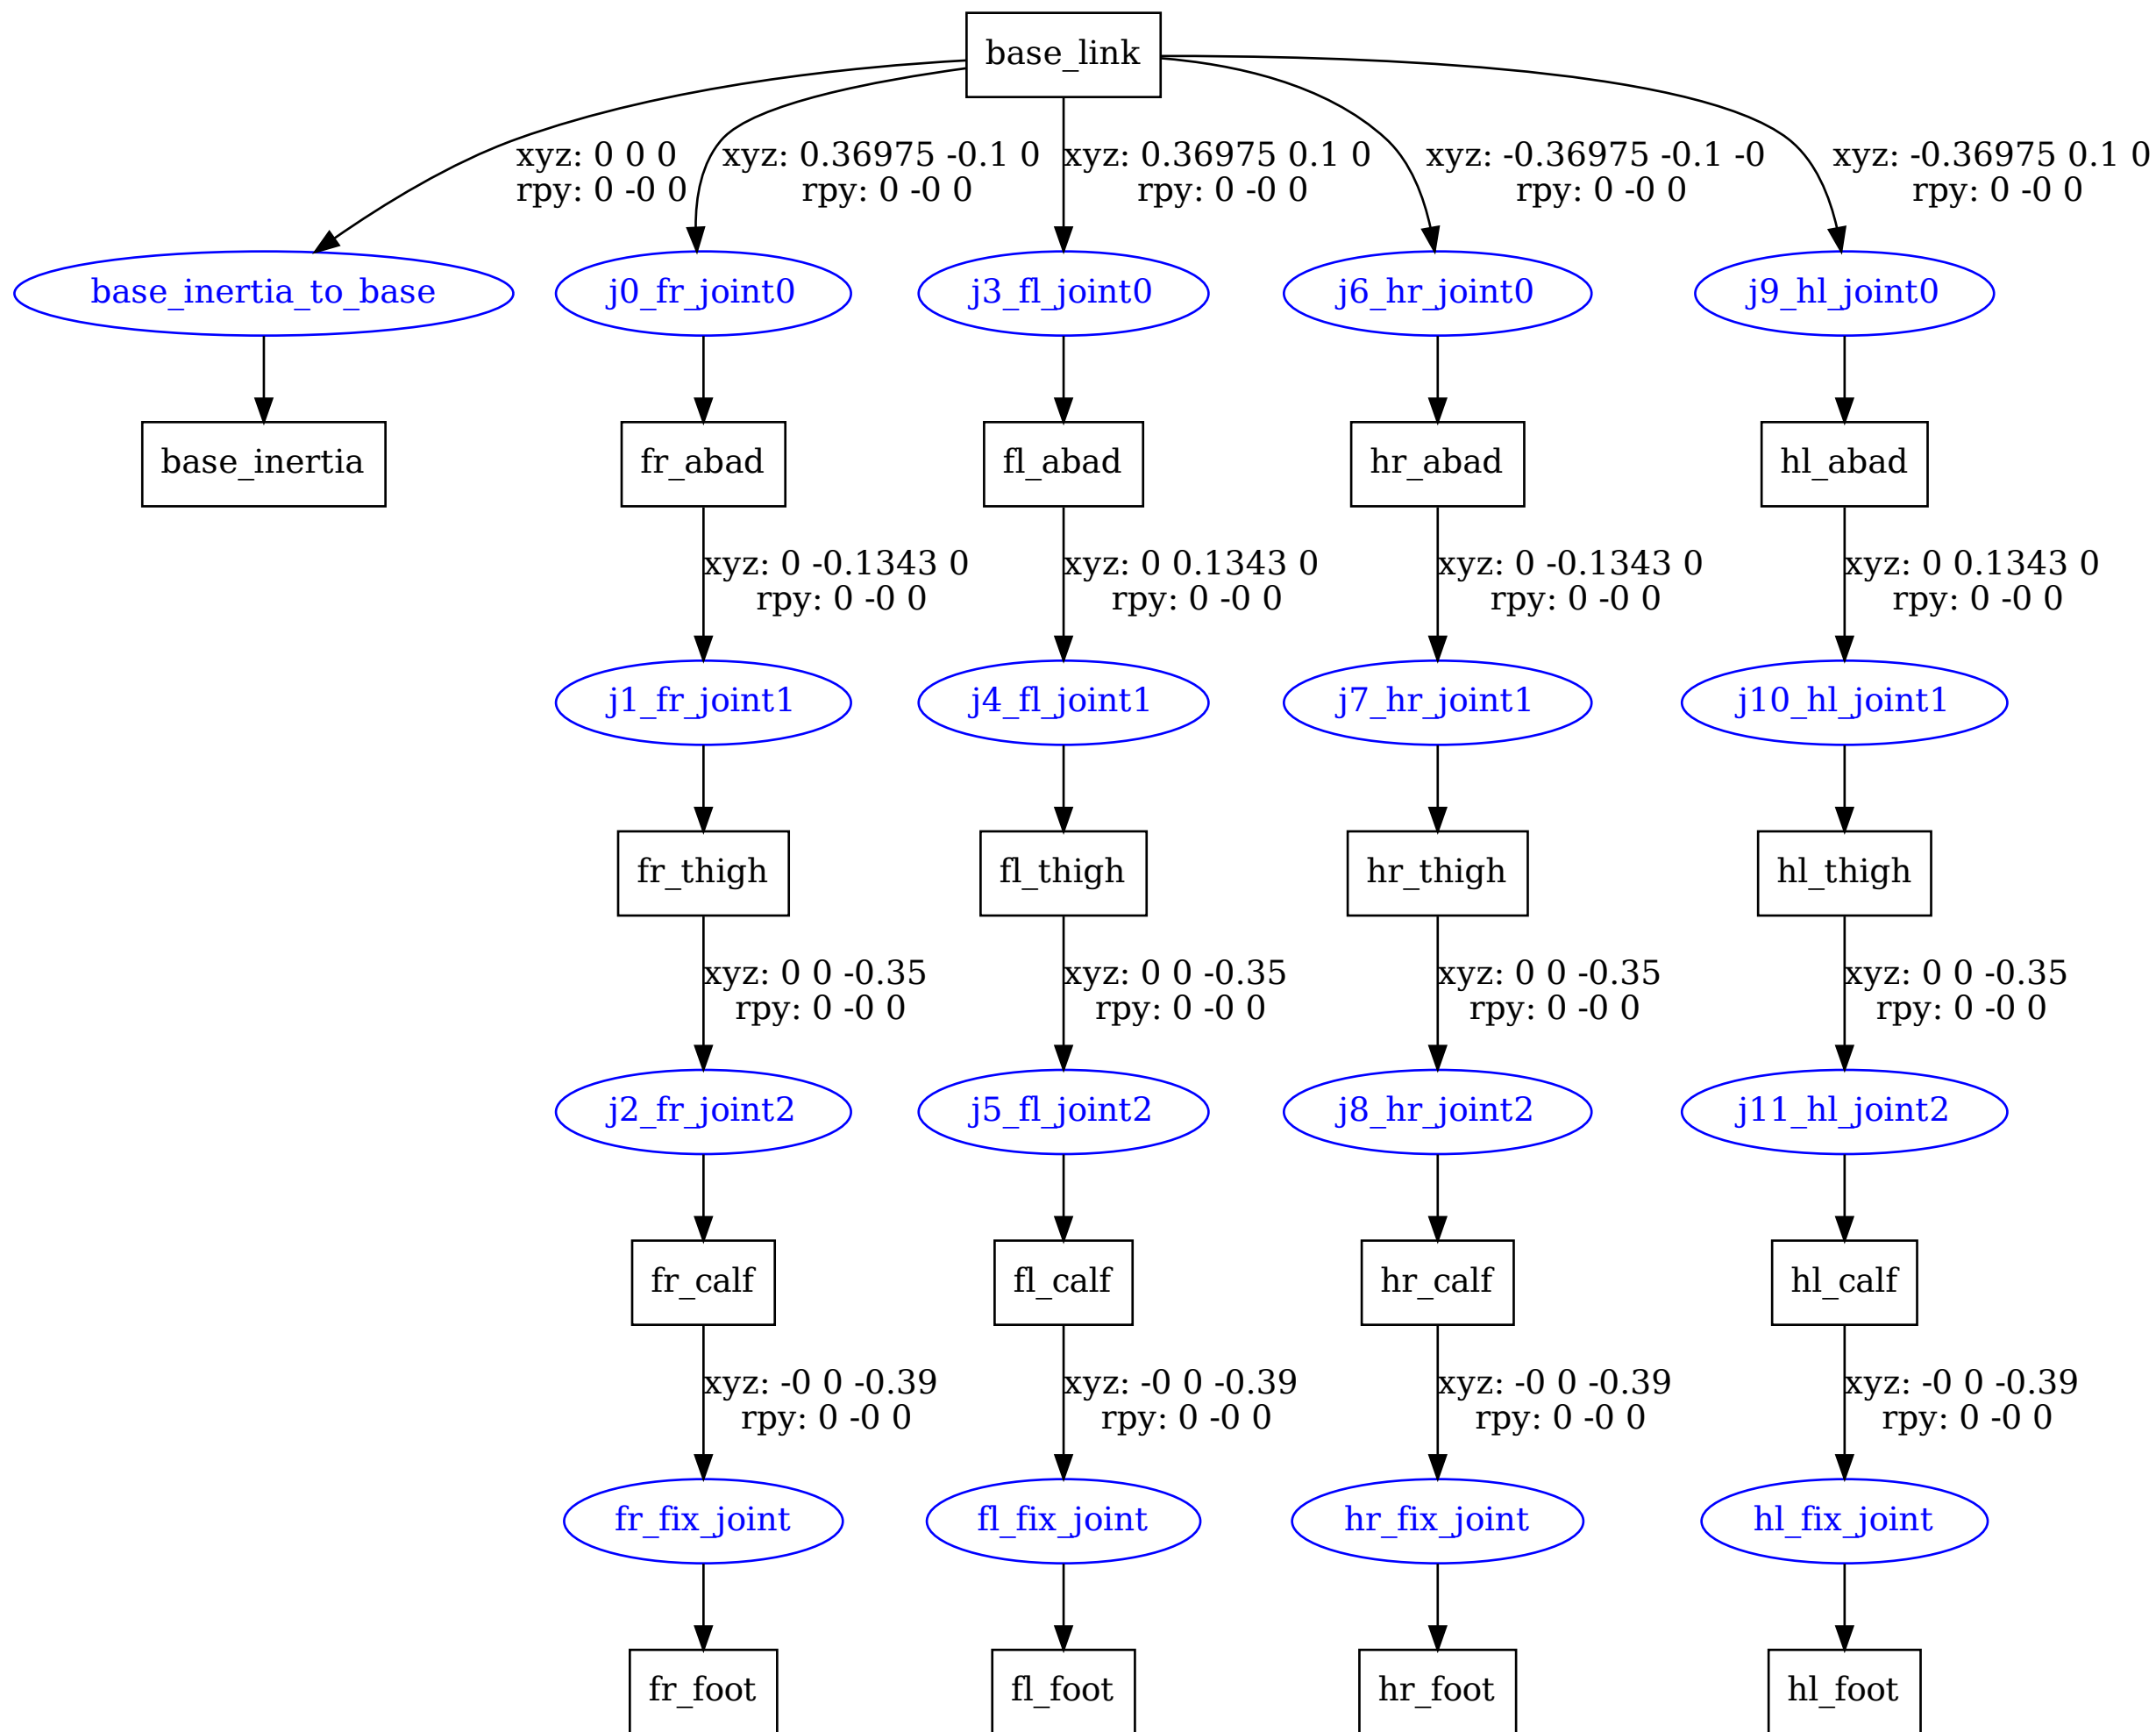 base_link
xyz: 0 0 0
rpy: 0 -0 0
xyz: 0.36975 -0.1 0
rpy: 0 -0 0
xyz: 0.36975 0.1 0
rpy: 0 -0 0
xyz: -0.36975 -0.1 -0
rpy: 0 -0 0
xyz: -0.36975 0.1 0
rpy: 0 -0 0
base_inertia_to_base
j0_fr_joint0
j3_fl_joint0
j6_hr_joint0
j9_hl_joint0
base_inertia
fr_abad
fl_abad
hr_abad
hl_abad
xyz: 0 -0.1343 0
rpy: 0 -0 0
xyz: 0 0.1343 0
rpy: 0 -0 0
xyz: 0 -0.1343 0
rpy: 0 -0 0
xyz: 0 0.1343 0
rpy: 0 -0 0
j1_fr_joint1
j4_fl_joint1
j7_hr_joint1
j10_hl_joint1
fr_thigh
fl_thigh
hr_thigh
hl_thigh
xyz: 0 0 -0.35
rpy: 0 -0 0
xyz: 0 0 -0.35
rpy: 0 -0 0
xyz: 0 0 -0.35
rpy: 0 -0 0
xyz: 0 0 -0.35
rpy: 0 -0 0
j2_fr_joint2
j5_fl_joint2
j8_hr_joint2
j11_hl_joint2
fr_calf
fl_calf
hr_calf
hl_calf
xyz: -0 0 -0.39
rpy: 0 -0 0
xyz: -0 0 -0.39
rpy: 0 -0 0
xyz: -0 0 -0.39
rpy: 0 -0 0
xyz: -0 0 -0.39
rpy: 0 -0 0
fr_fix_joint
fl_fix_joint
hr_fix_joint
hl_fix_joint
fr_foot
fl_foot
hr_foot
hl_foot